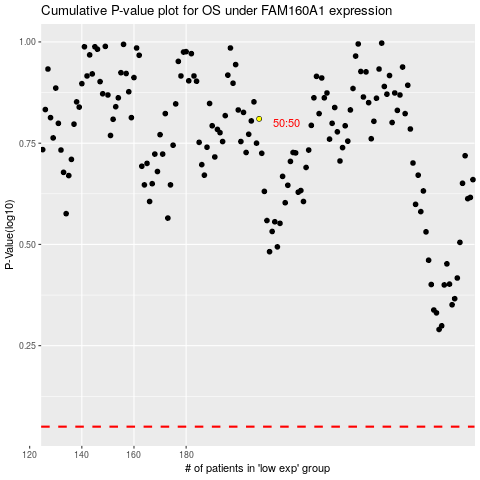 Cumulative P-value plot for OS under FAM160A1 expression
P-Value(log10)
1.00
0.75
0.50
0.25
50:50
120 140 160 180
# of patients in 'low exp' group